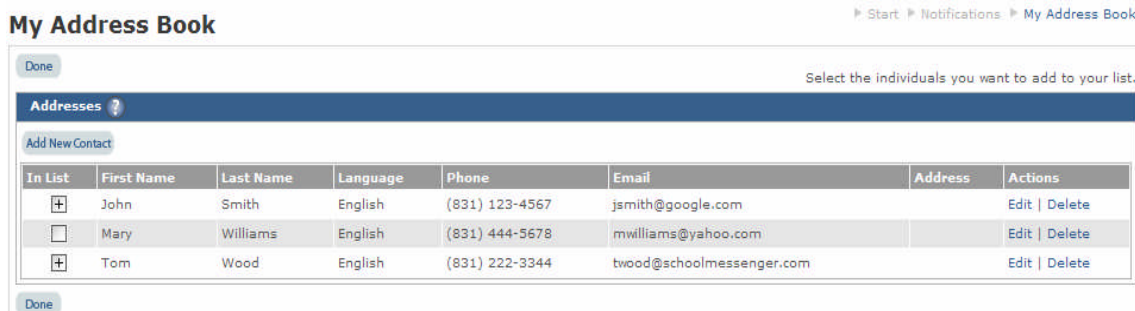 My Address Book
Start Notifications My Address Book
Done
Select the individuals you want to add to your list.
Addresses ?
Add New Contact
In List First Name Last Name Language Phone Email Address Actions
+ John Smith English (831) 123-4567 jsmith@google.com Edit | Delete
Mary Williams English (831) 444-5678 mwilliams@yahoo.com Edit | Delete
+ Tom Wood English (831) 222-3344 twood@schoolmessenger.com Edit | Delete
Done